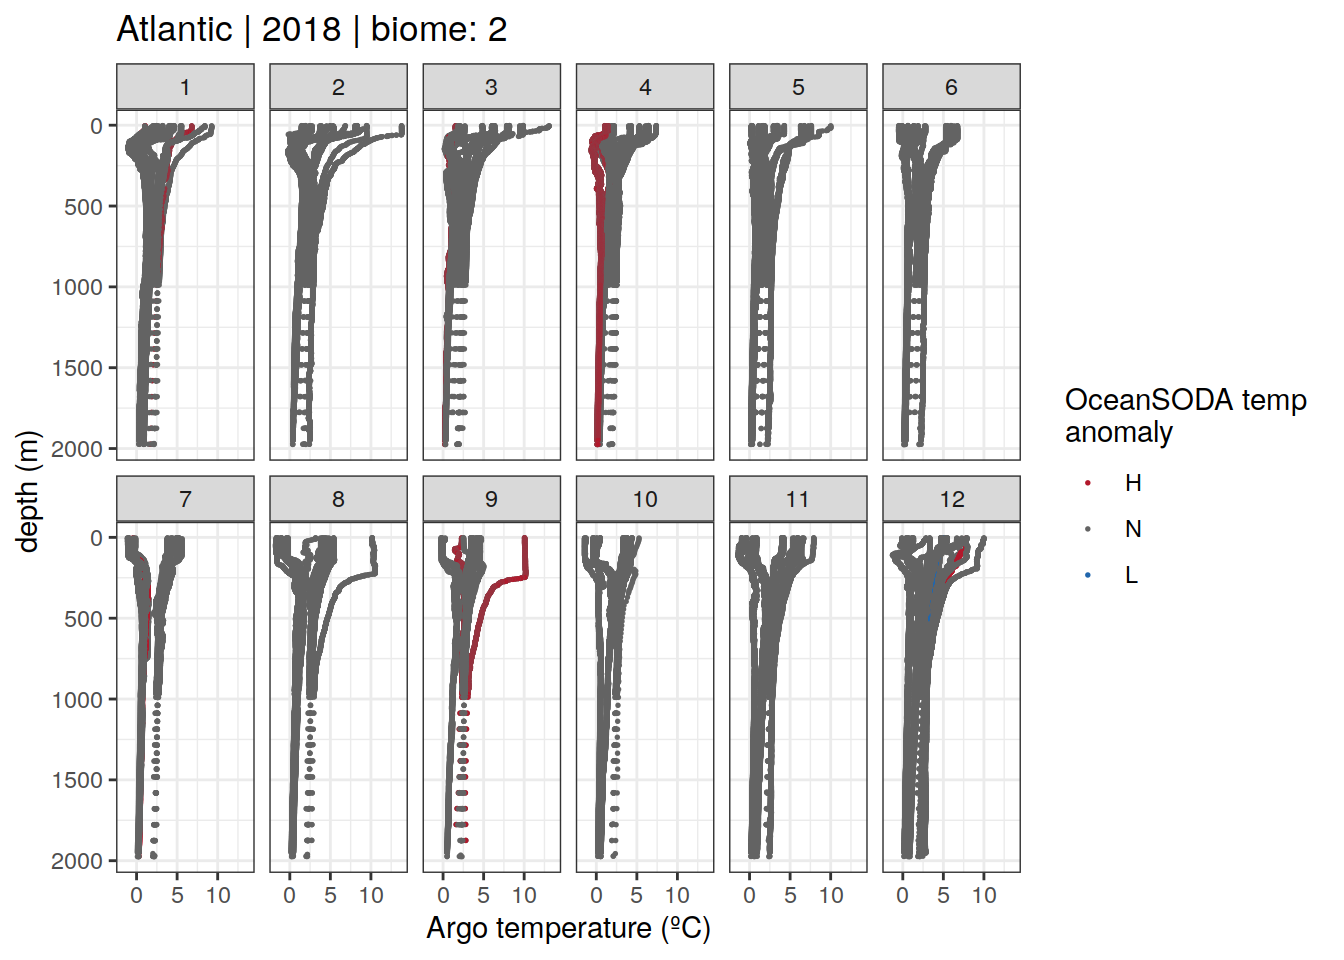 Atlantic | 2018 | biome: 2
1 2 3 4 5 6
0
500
1000
1500
2000
7 8 9 10 11 12
0
500
1000
1500
2000
0 5 10 0 5 10 0 5 10 0 5 10 0 5 10 0 5 10
Argo temperature (ºC)
depth (m)
OceanSODA temp
anomaly
H
N
L